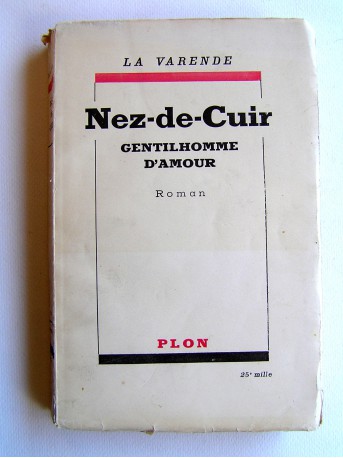 LA VARENDE
Nez-de-Cuir
GENTILHOMME
D'AMOUR
Roman
PLON
25e mille